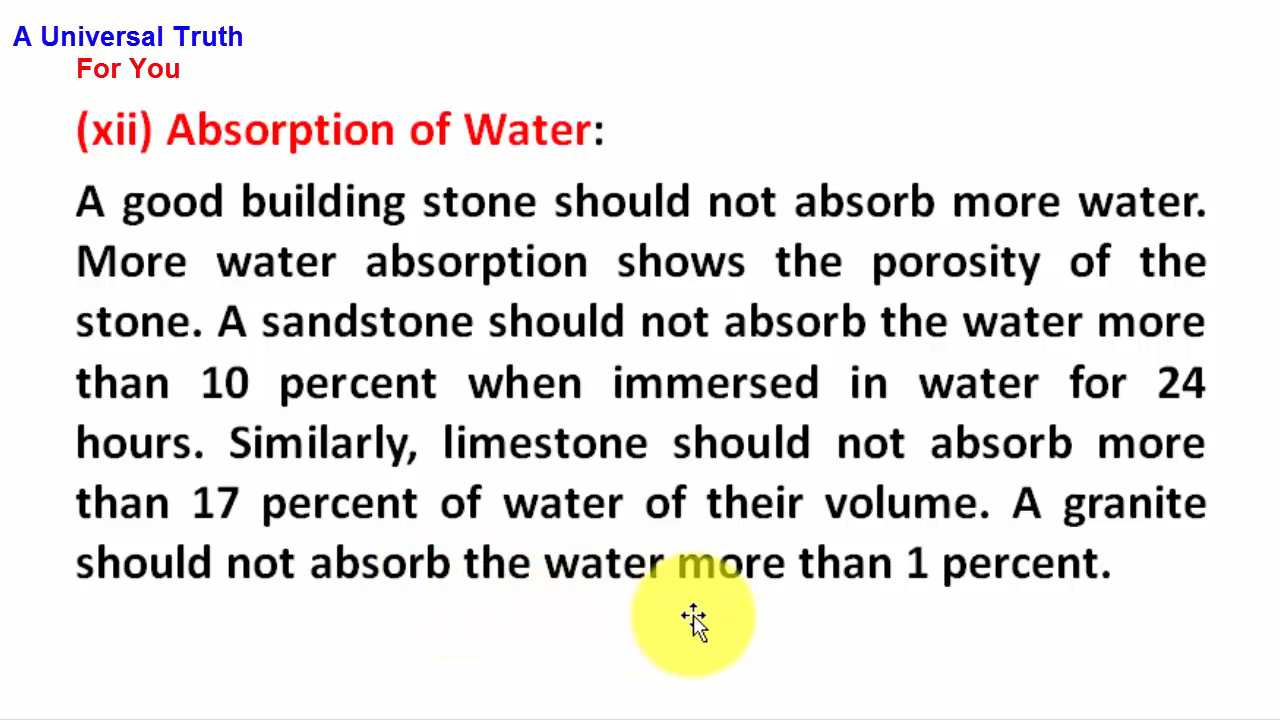 A Universal Truth
For You
(xii) Absorption of Water:
A good building stone should not absorb more water.
More water absorption shows the porosity of the
stone. A sandstone should not absorb the water more
than 10 percent when immersed in water for 24
hours. Similarly, limestone should not absorb more
than 17 percent of water of their volume. A granite
should not absorb the water more than 1 percent.